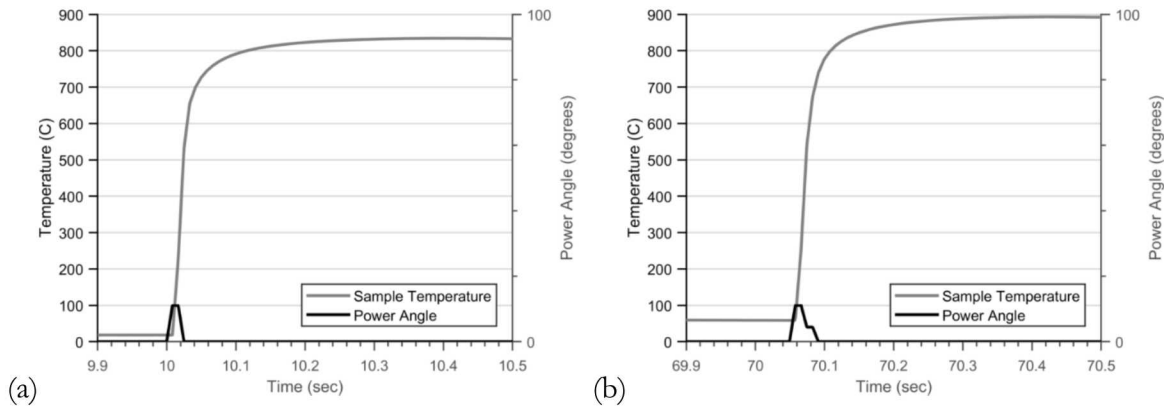 900
800
700
600
500
400
300
200
100
0
Temperature (C)
100
0
Power Angle (degrees)
Sample Temperature
Power Angle
9.9 10 10.1 10.2 10.3 10.4 10.5
Time (sec)
(a)
900
800
700
600
500
400
300
200
100
0
Temperature (C)
100
0
Power Angle (degrees)
Sample Temperature
Power Angle
69.9 70 70.1 70.2 70.3 70.4 70.5
Time (sec)
(b)